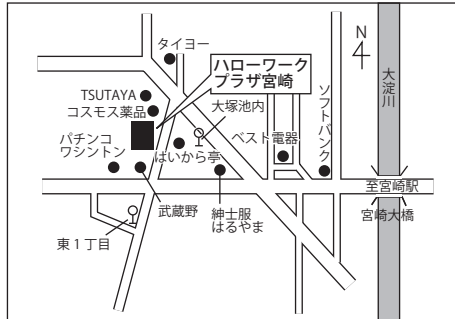 タイヨー
ハローワーク
プラザ宮崎
N
TSUTAYA
コスモス薬品
大塚池内
ソフトバンク
大淀川
パチンコ
ワシントン
はいから亭
ベスト電器
至宮崎駅
武蔵野
紳士服
はるやま
宮崎大橋
東1丁目